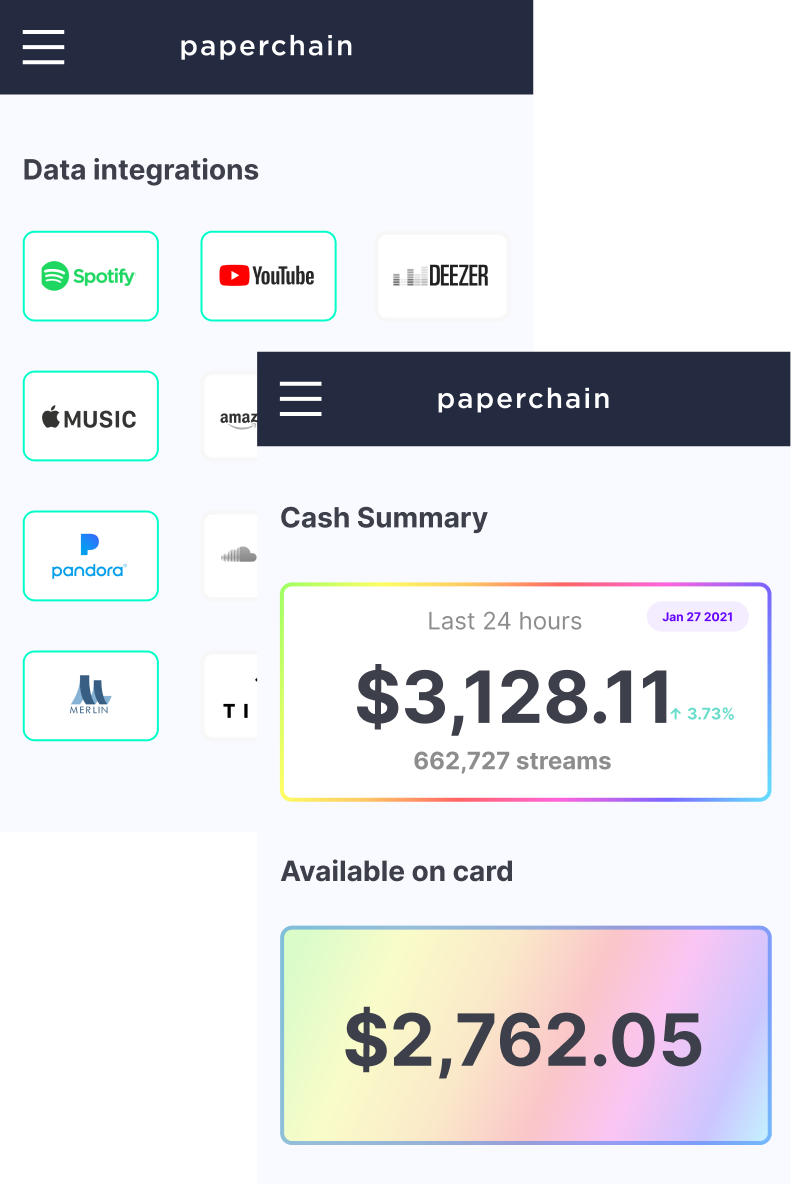 paperchain
Data integrations
Spotify
YouTube
DEEZER
MUSIC
amaz
pandora
MERLIN
TI
paperchain
Cash Summary
Last 24 hours
Jan 27 2021
$3,128.11
↑ 3.73%
662,727 streams
Available on card
$2,762.05